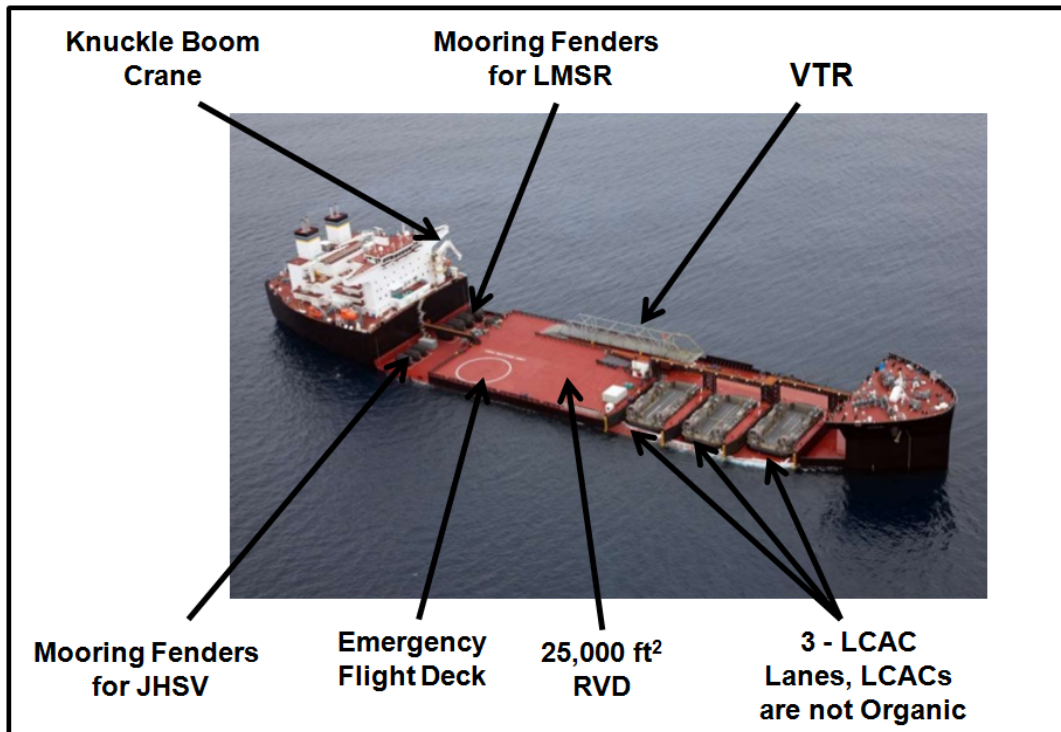 Knuckle Boom
Crane
Mooring Fenders
for LMSR
VTR
Mooring Fenders
for JHSV
Emergency
Flight Deck
25,000 ft²
RVD
3 - LCAC
Lanes, LCACs
are not Organic